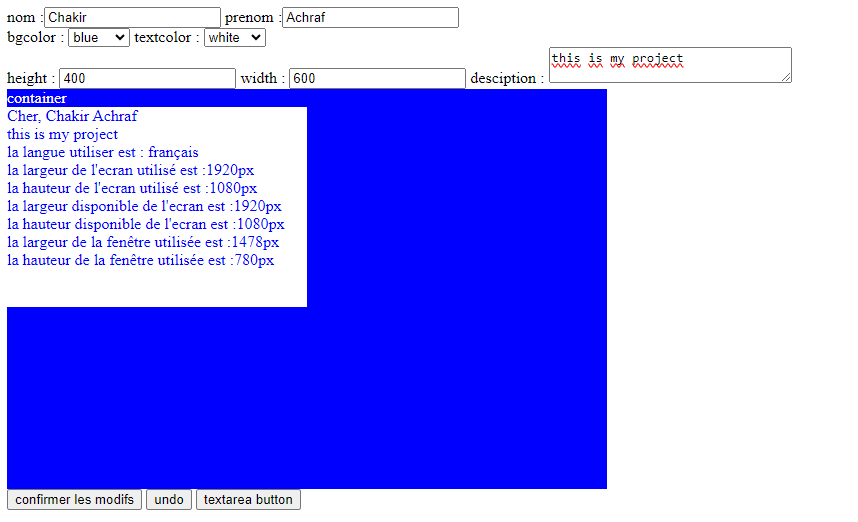 nom : Chakir prenom : Achraf
bgcolor : blue textcolor : white
height : 400 width : 600 desciption : this is my project
container
Cher, Chakir Achraf
this is my project
la langue utiliser est : français
la largeur de l'ecran utilisé est :1920px
la hauteur de l'ecran utilisé est :1080px
la largeur disponible de l'ecran est :1920px
la hauteur disponible de l'ecran est :1080px
la largeur de la fenêtre utilisée est :1478px
la hauteur de la fenêtre utilisée est :780px
confirmer les modifs undo textarea button